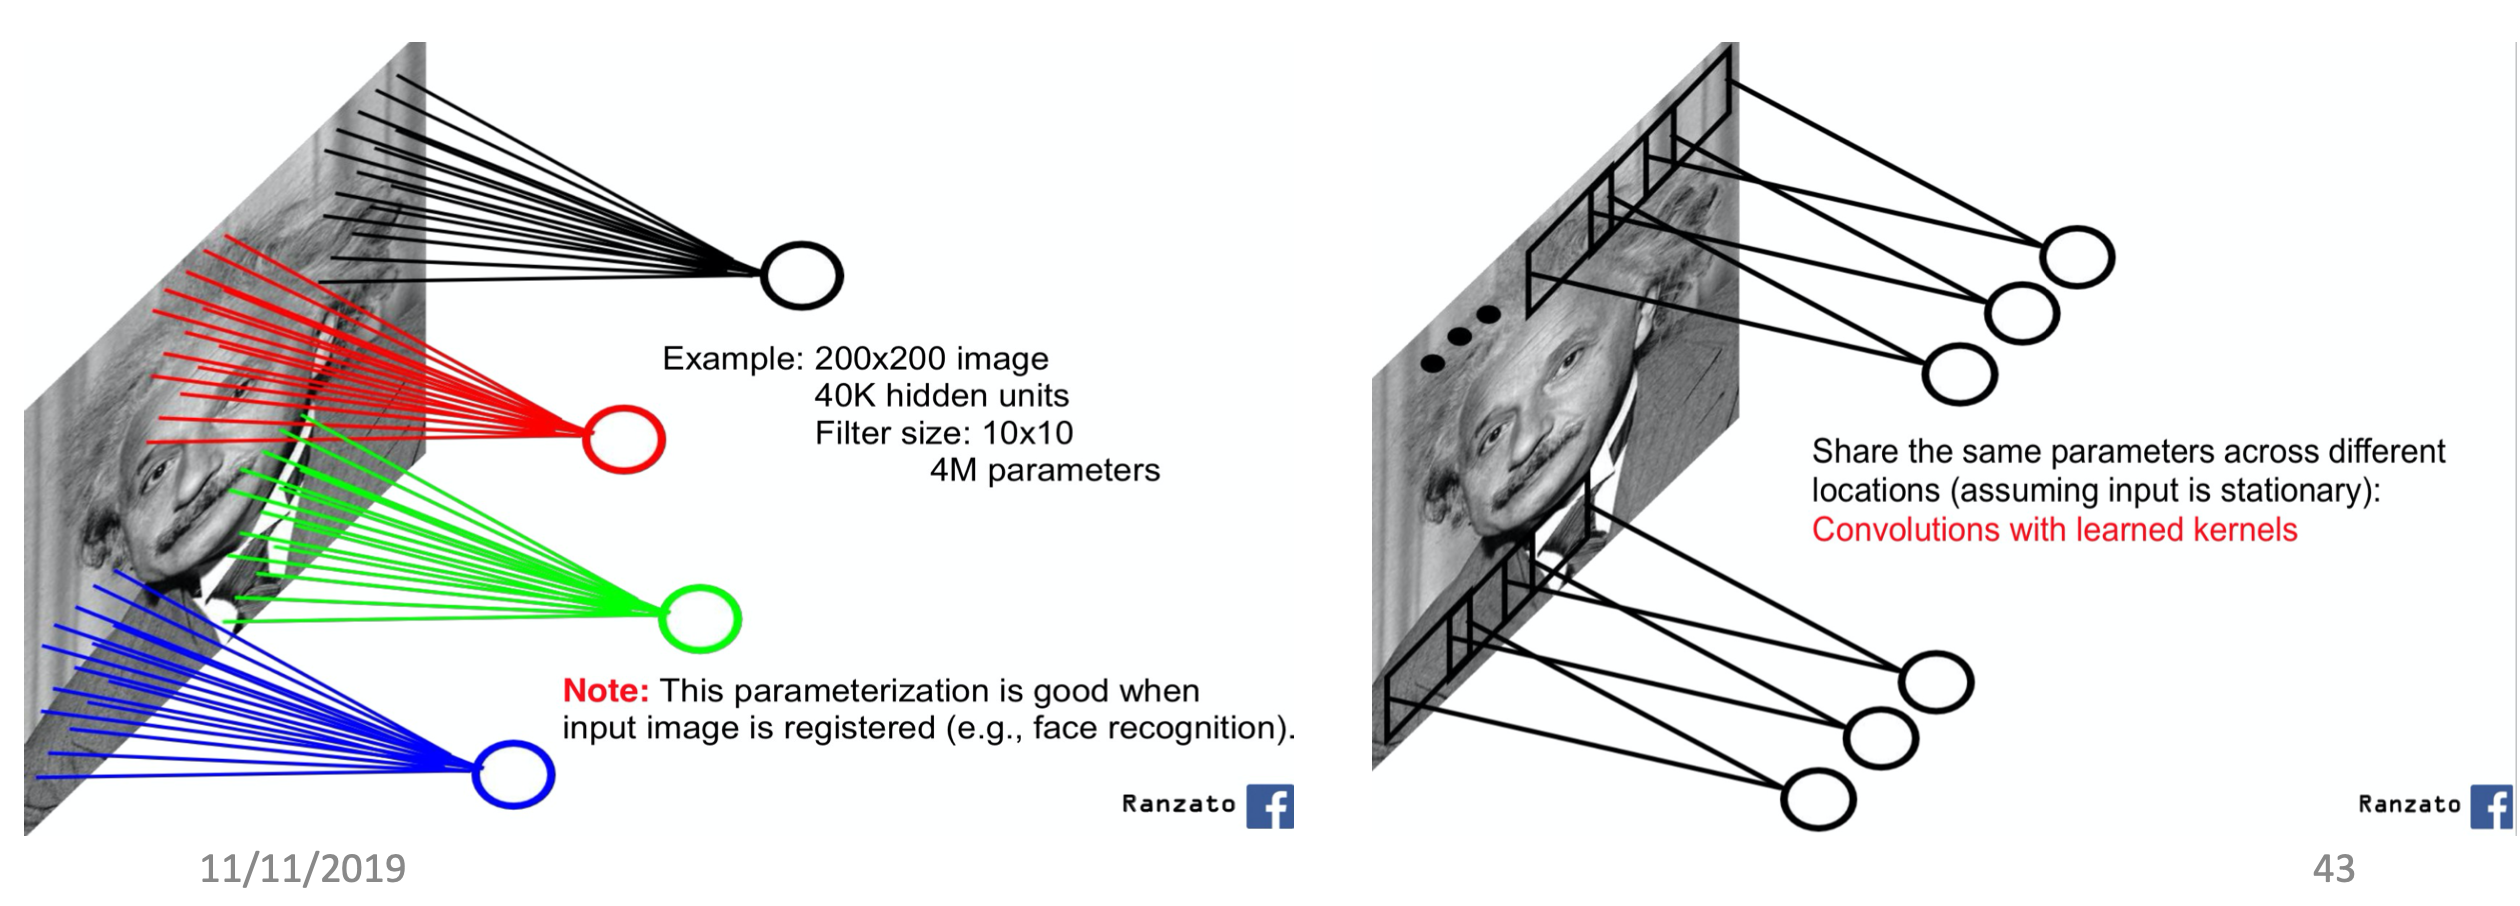 Example: 200x200 image
40K hidden units
Filter size: 10x10
4M parameters
Note: This parameterization is good when
input image is registered (e.g., face recognition).
Ranzato f
Share the same parameters across different
locations (assuming input is stationary):
Convolutions with learned kernels
Ranzato f
11/11/2019
43